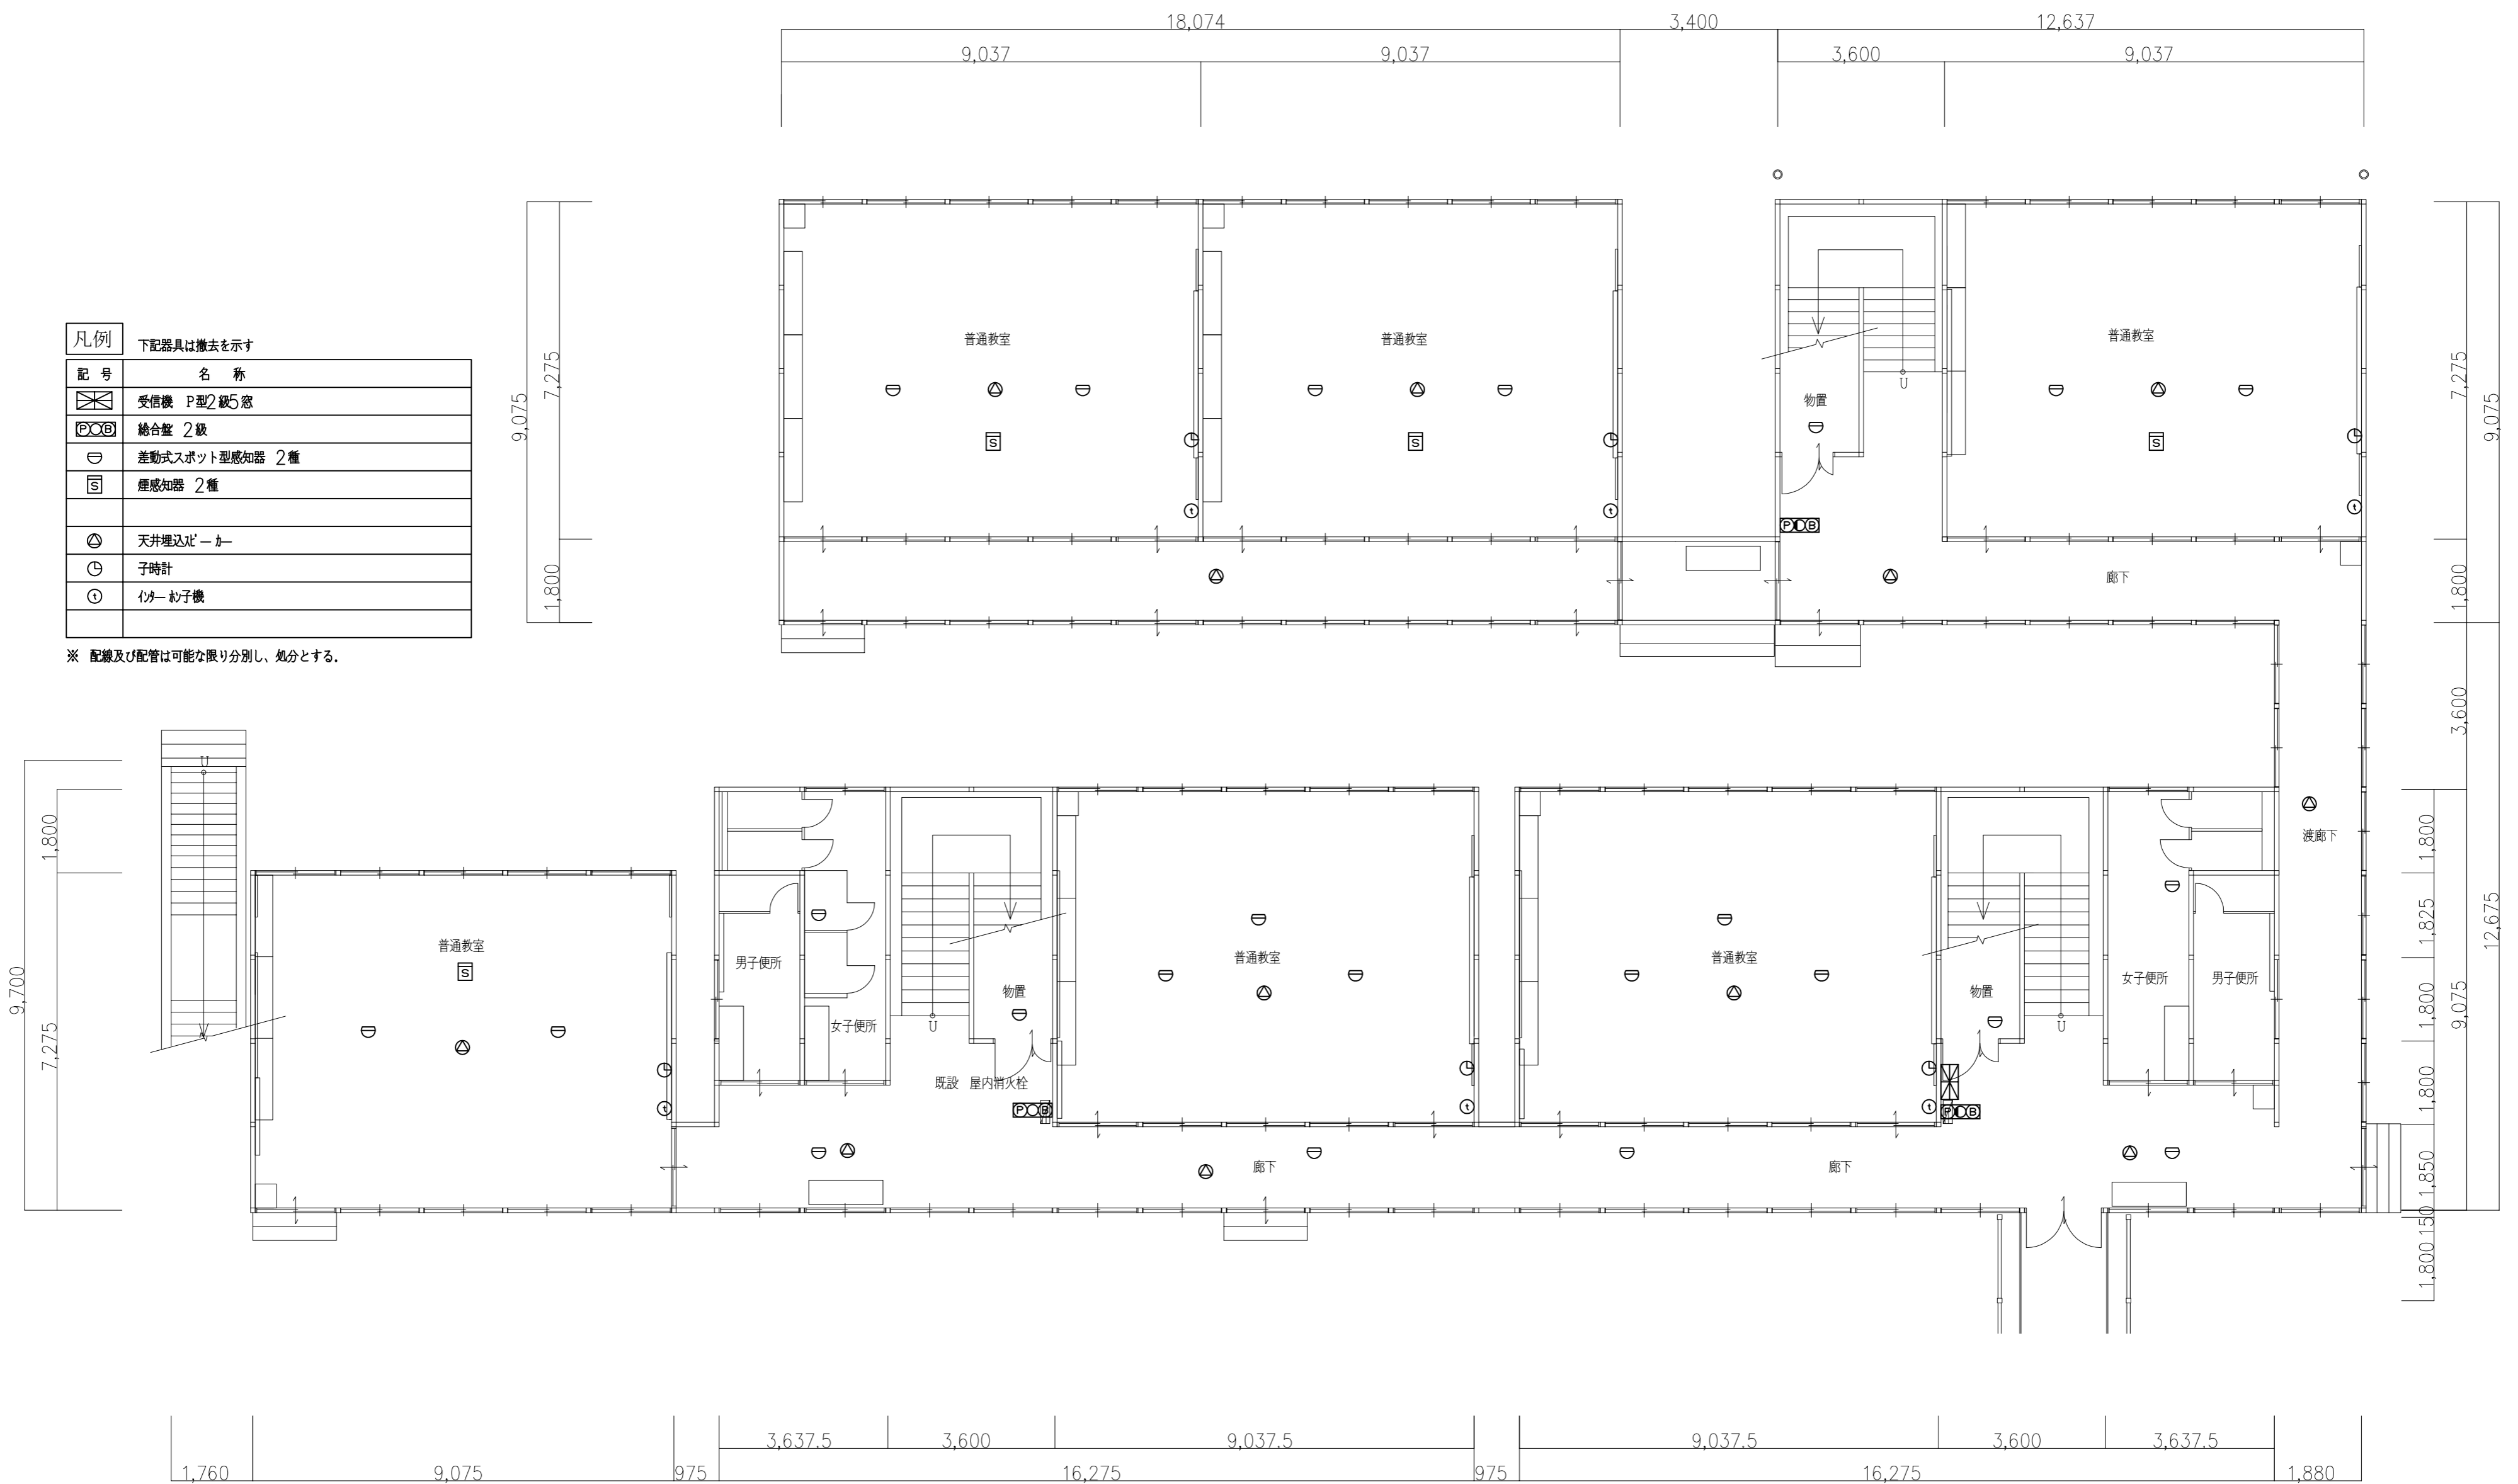 18,074
3,400
12,637
9,037
9,037
3,600
9,037
凡例
下記器具は撤去を示す
記 号
名 称
受信機 P型2級5窓
P B
総合盤 2級
差動式スポット型感知器 2種
S
煙感知器 2種
天井埋込スピーカー
子時計
t
インターホン子機
※ 配線及び配管は可能な限り分別し、処分とする。
9,075
7,275
1,800
普通教室
普通教室
普通教室
S
S
S
t
t
t
物置
U
P B
廊下
7,275
1,800
9,075
3,600
12,675
1,800
1,825
1,800
1,800
1,850
150
1,800
9,075
9,700
1,800
7,275
U
普通教室
S
t
男子便所
女子便所
U
物置
既設 屋内消火栓
P B
普通教室
t
廊下
普通教室
t
廊下
物置
U
P B
女子便所
男子便所
渡廊下
3,637.5
3,600
9,037.5
9,037.5
3,600
3,637.5
1,760
9,075
975
16,275
975
16,275
1,880